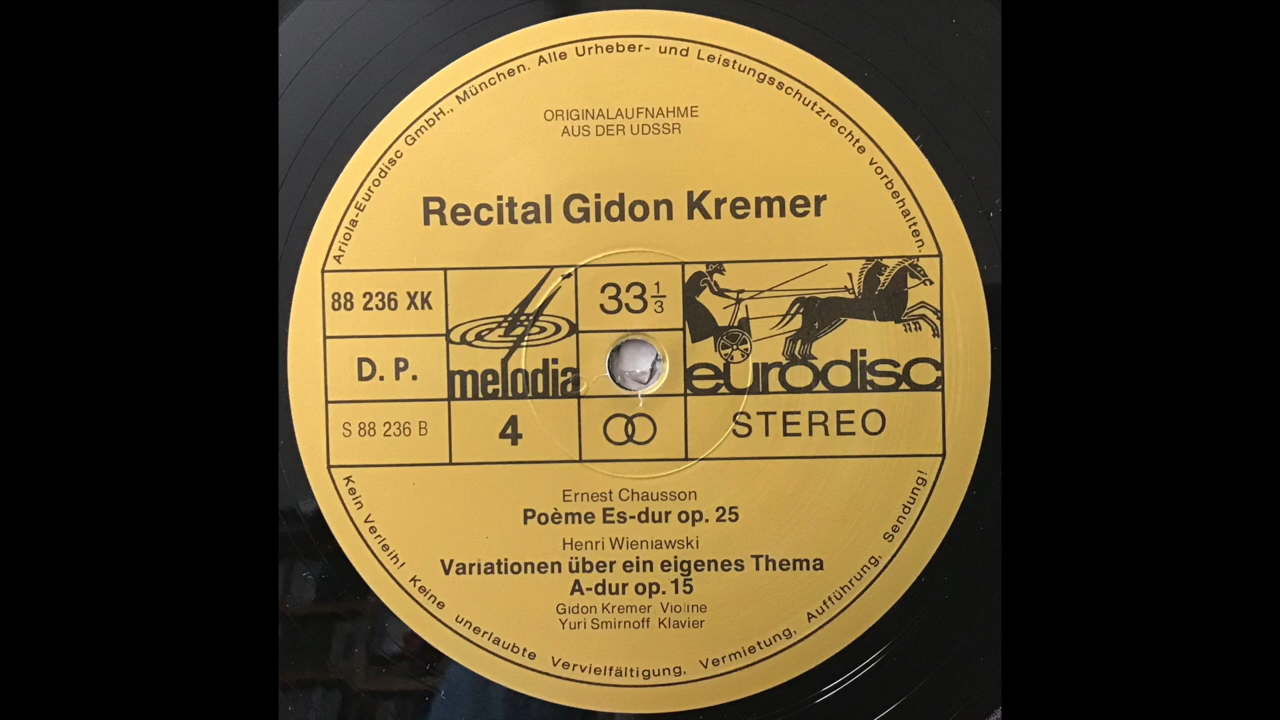 Ariola-Eurodisc GmbH., München. Alle Urheber- und Leistungsschutzrechte vorbehalten.
ORIGINALAUFNAHME
AUS DER UDSSR
Recital Gidon Kremer
88 236 XK
33 1/3
D. P.
melodia
eurodisc
S 88 236 B
4
STEREO
Ernest Chausson
Poème Es-dur op. 25
Henri Wieniawski
Variationen über ein eigenes Thema
A-dur op. 15
Gidon Kremer, Violine
Yuri Smirnoff, Klavier
Kein Verleih! Keine unerlaubte Vervielfältigung, Vermietung, Aufführung, Sendung!